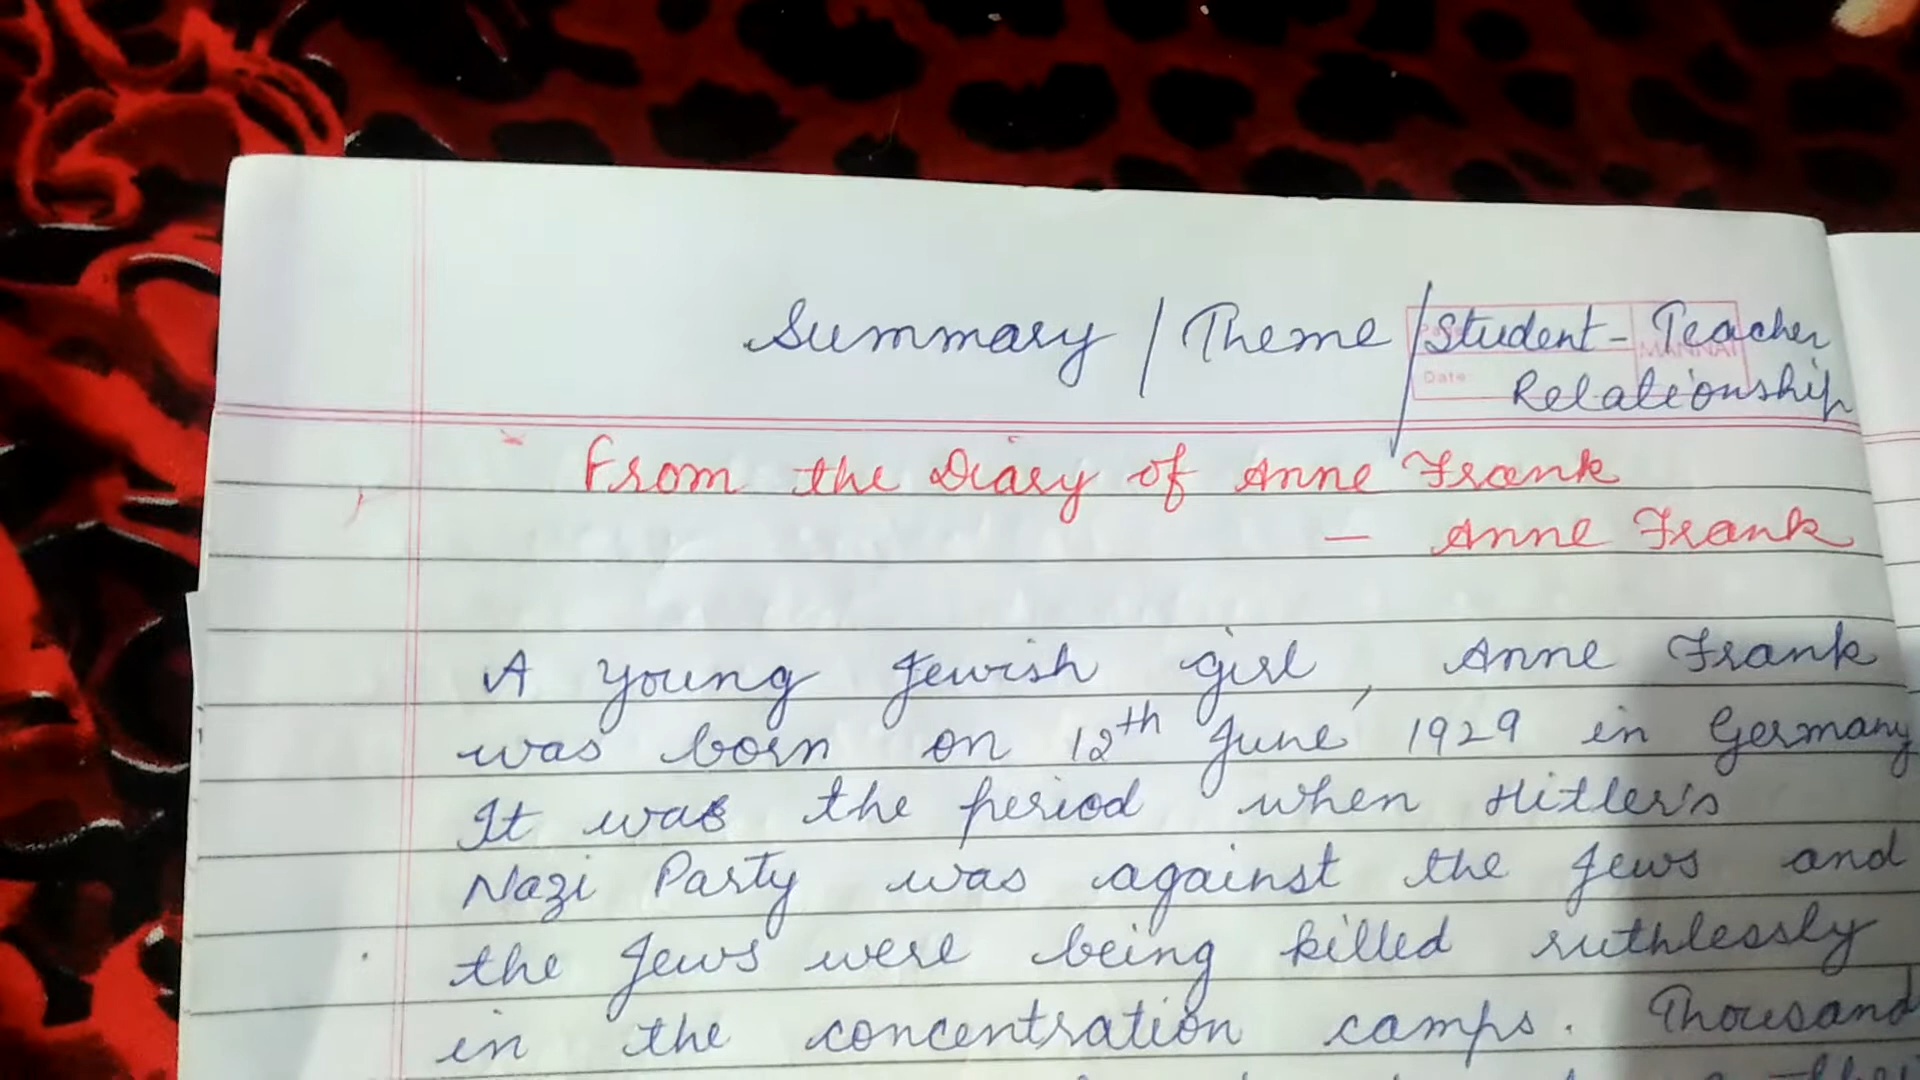 Summary / Theme / Student - Teacher
Relationship
Date:
From the Diary of Anne Frank
— Anne Frank
A young Jewish girl, Anne Frank
was born on 12th June 1929 in Germany
It was the period when Hitler's
Nazi Party was against the Jews and
the Jews were being killed ruthlessly
in the concentration camps. Thousand